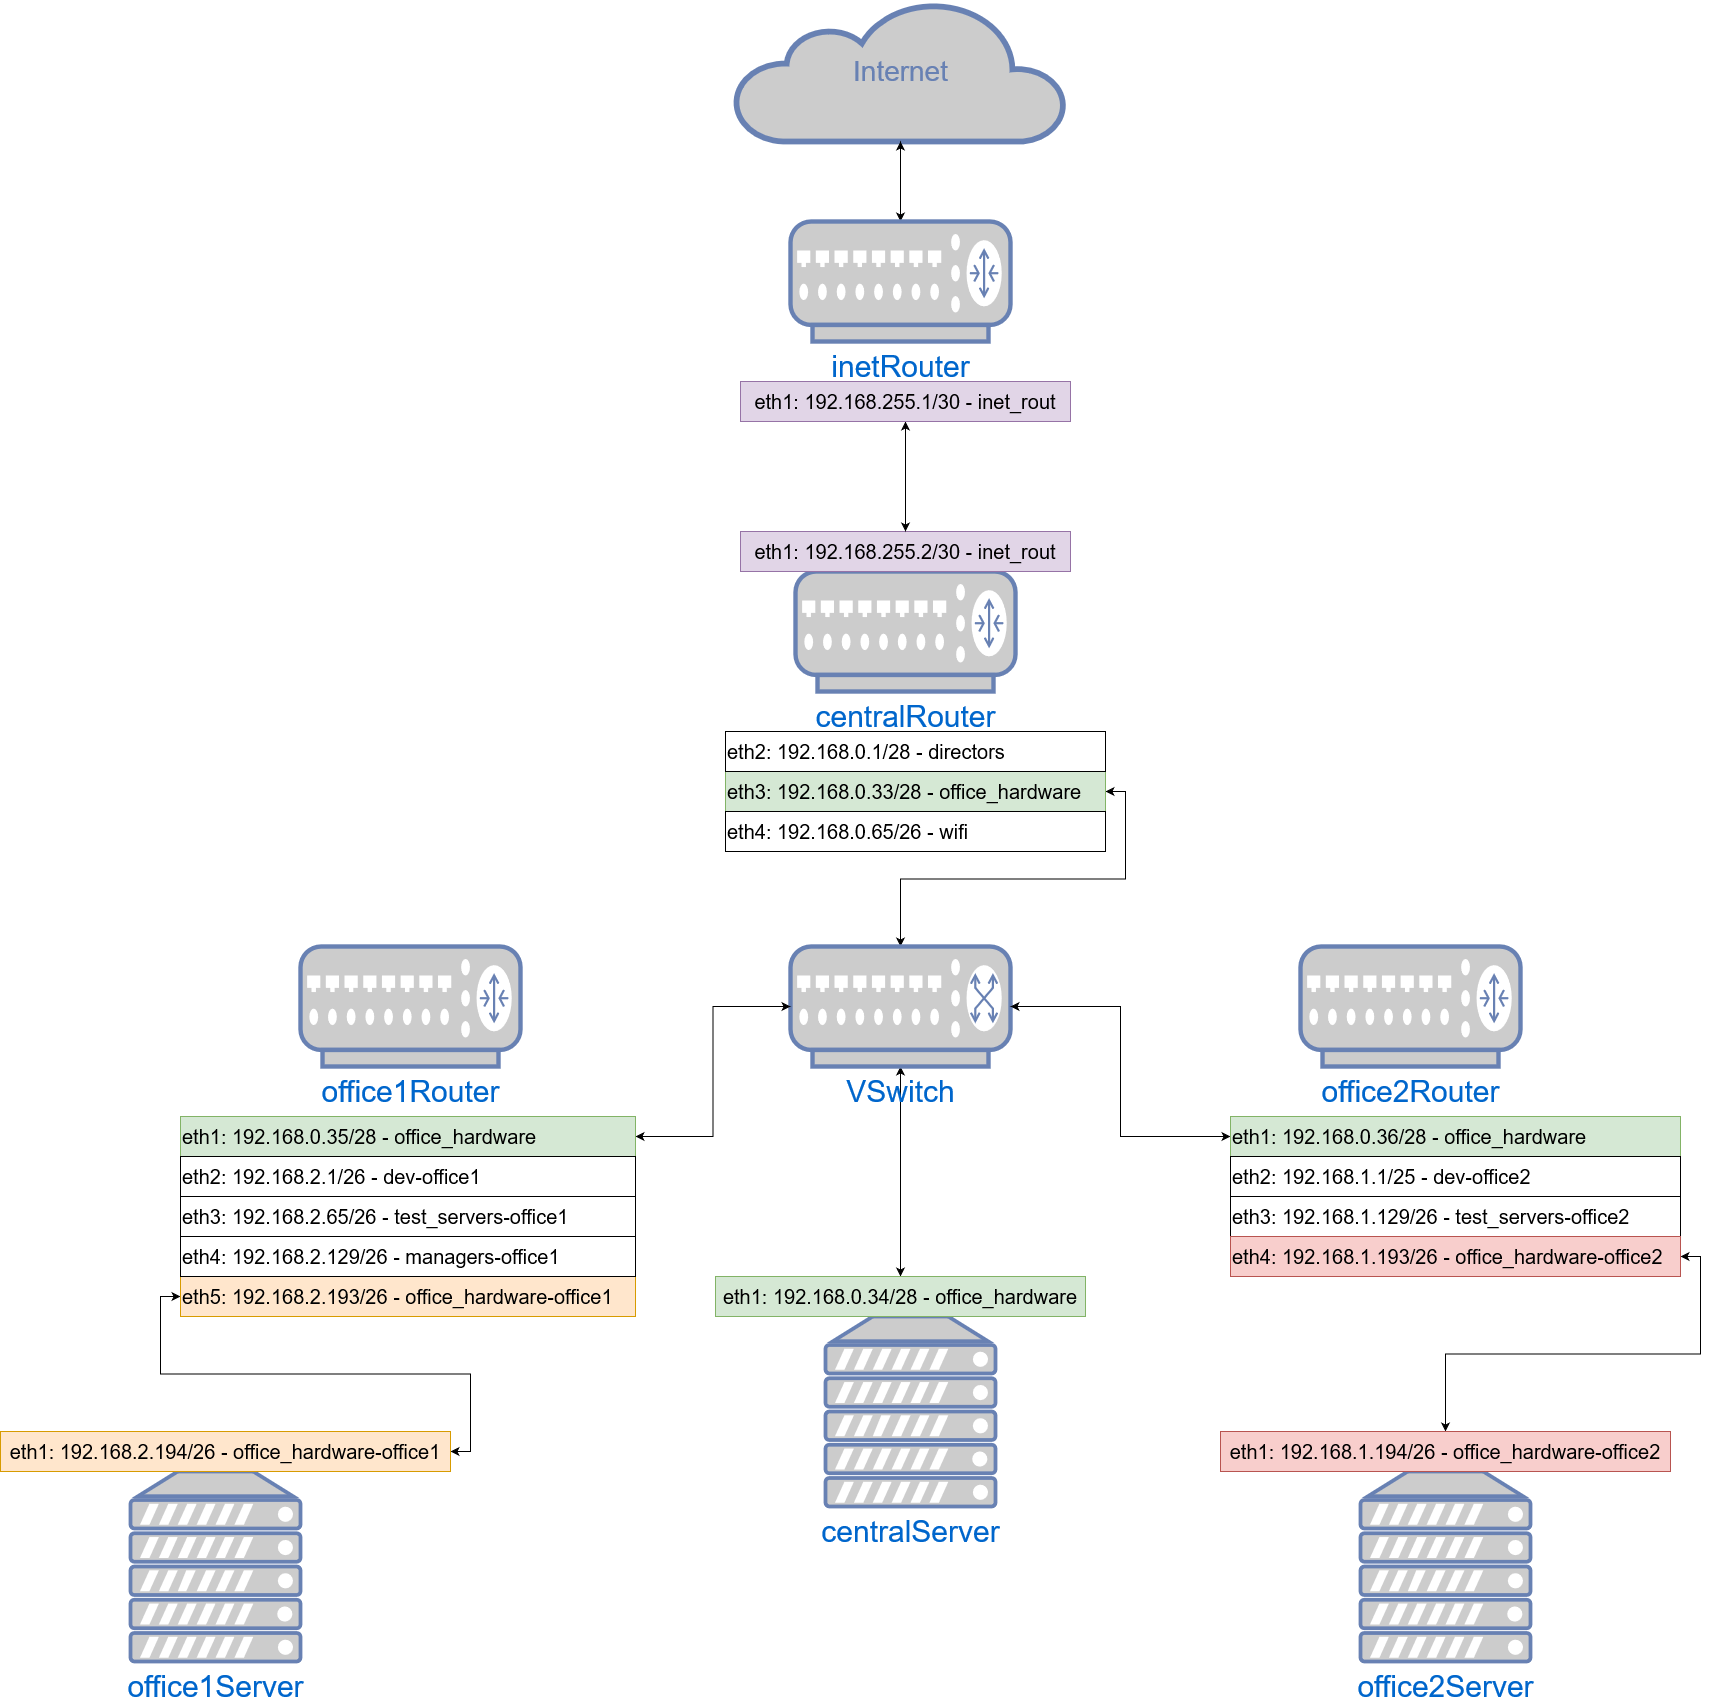 Internet
inetRouter
eth1: 192.168.255.1/30 - inet_rout
eth1: 192.168.255.2/30 - inet_rout
centralRouter
eth2: 192.168.0.1/28 - directors
eth3: 192.168.0.33/28 - office_hardware
eth4: 192.168.0.65/26 - wifi
office1Router
eth1: 192.168.0.35/28 - office_hardware
eth2: 192.168.2.1/26 - dev-office1
eth3: 192.168.2.65/26 - test_servers-office1
eth4: 192.168.2.129/26 - managers-office1
eth5: 192.168.2.193/26 - office_hardware-office1
VSwitch
office2Router
eth1: 192.168.0.36/28 - office_hardware
eth2: 192.168.1.1/25 - dev-office2
eth3: 192.168.1.129/26 - test_servers-office2
eth4: 192.168.1.193/26 - office_hardware-office2
eth1: 192.168.0.34/28 - office_hardware
centralServer
eth1: 192.168.2.194/26 - office_hardware-office1
office1Server
eth1: 192.168.1.194/26 - office_hardware-office2
office2Server